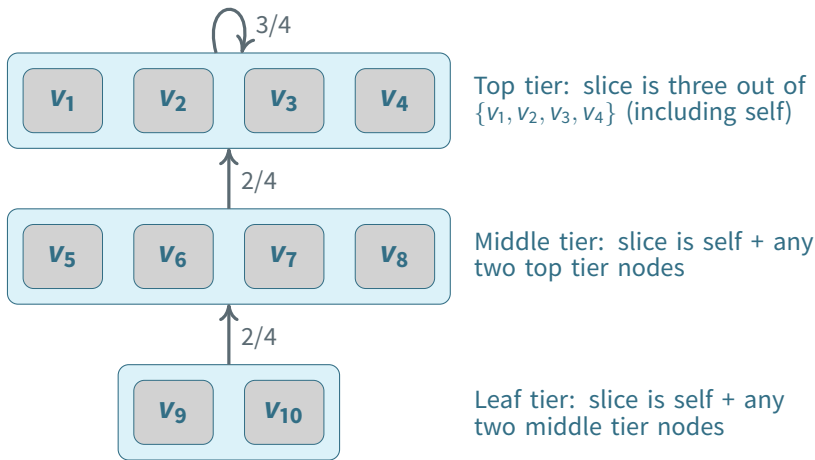 3/4
v₁ v₂ v₃ v₄
Top tier: slice is three out of
{v₁, v₂, v₃, v₄} (including self)
2/4
v₅ v₆ v₇ v₈
Middle tier: slice is self + any
two top tier nodes
2/4
v₉ v₁₀
Leaf tier: slice is self + any
two middle tier nodes